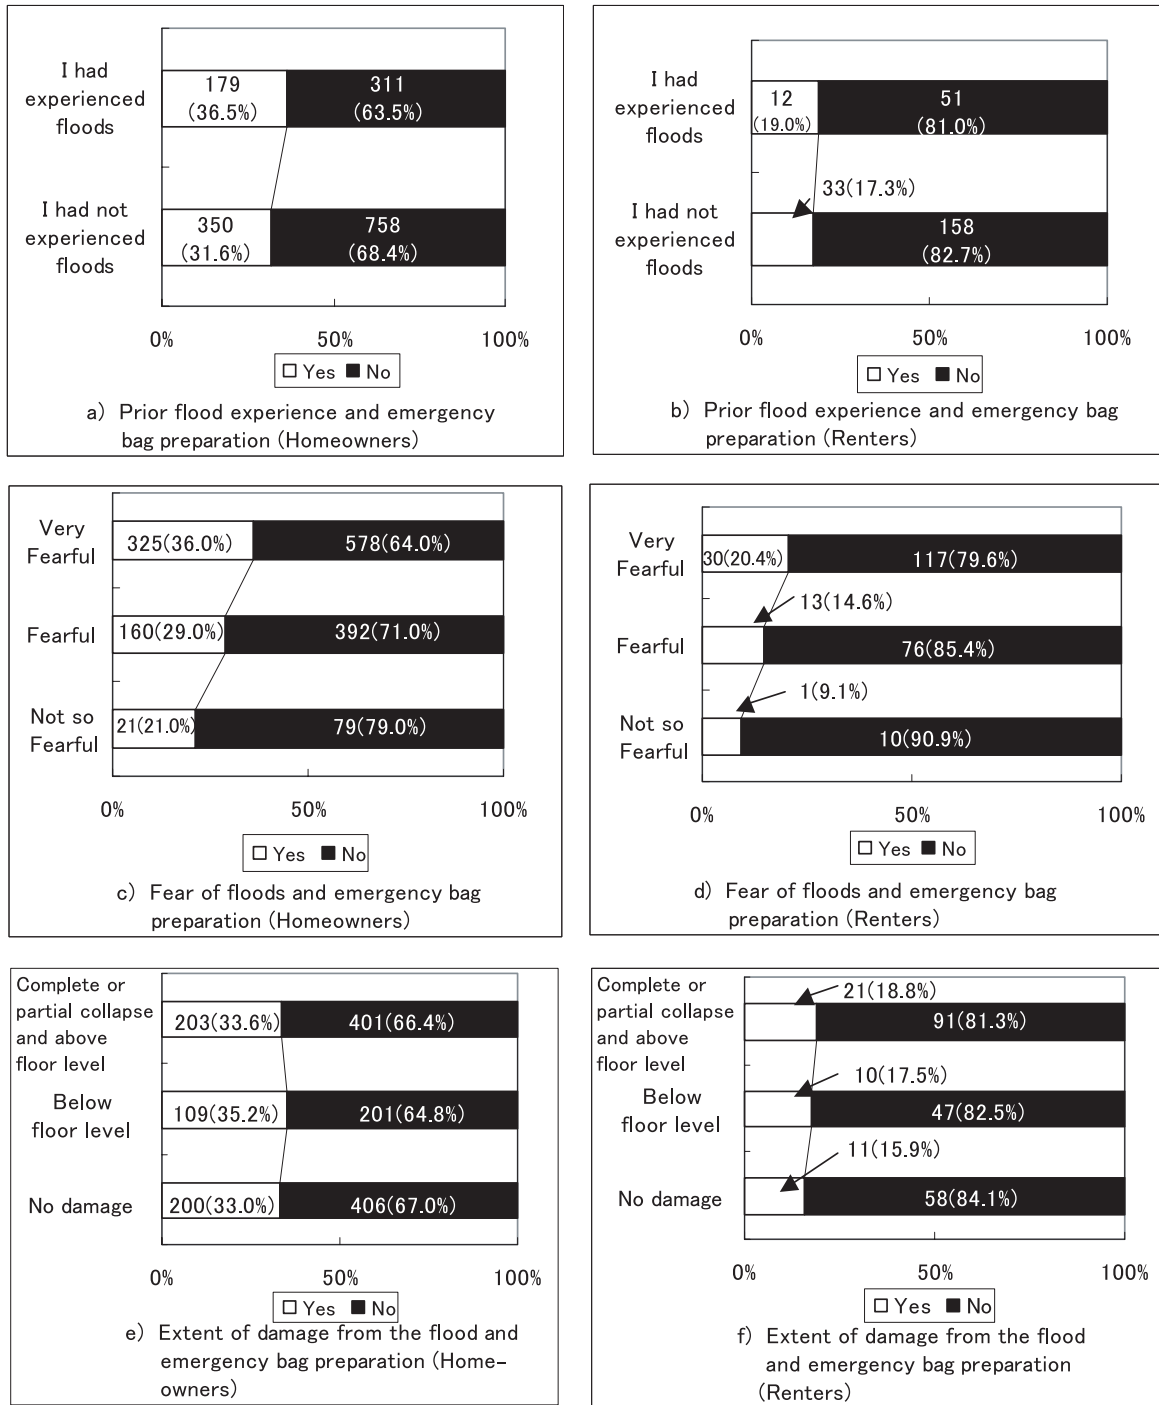 I had
experienced
floods
179
(36.5%)
311
(63.5%)
I had not
experienced
floods
350
(31.6%)
758
(68.4%)
0%
50%
100%
Yes
No
a) Prior flood experience and emergency
bag preparation (Homeowners)
I had
experienced
floods
12
(19.0%)
51
(81.0%)
33(17.3%)
I had not
experienced
floods
158
(82.7%)
0%
50%
100%
Yes
No
b) Prior flood experience and emergency bag
preparation (Renters)
Very
Fearful
325(36.0%)
578(64.0%)
Fearful
160(29.0%)
392(71.0%)
Not so
Fearful
21(21.0%)
79(79.0%)
0%
50%
100%
Yes
No
c) Fear of floods and emergency bag
preparation (Homeowners)
Very
Fearful
30(20.4%)
117(79.6%)
13(14.6%)
Fearful
76(85.4%)
1(9.1%)
Not so
Fearful
10(90.9%)
0%
50%
100%
Yes
No
d) Fear of floods and emergency bag
preparation (Renters)
Complete or
partial collapse
and above
floor level
203(33.6%)
401(66.4%)
Below
floor level
109(35.2%)
201(64.8%)
No damage
200(33.0%)
406(67.0%)
0%
50%
100%
Yes
No
e) Extent of damage from the flood and
emergency bag preparation (Home-
owners)
Complete or
partial collapse
and above
floor level
21(18.8%)
91(81.3%)
10(17.5%)
Below
floor level
47(82.5%)
11(15.9%)
No damage
58(84.1%)
0%
50%
100%
Yes
No
f) Extent of damage from the flood
and emergency bag preparation
(Renters)